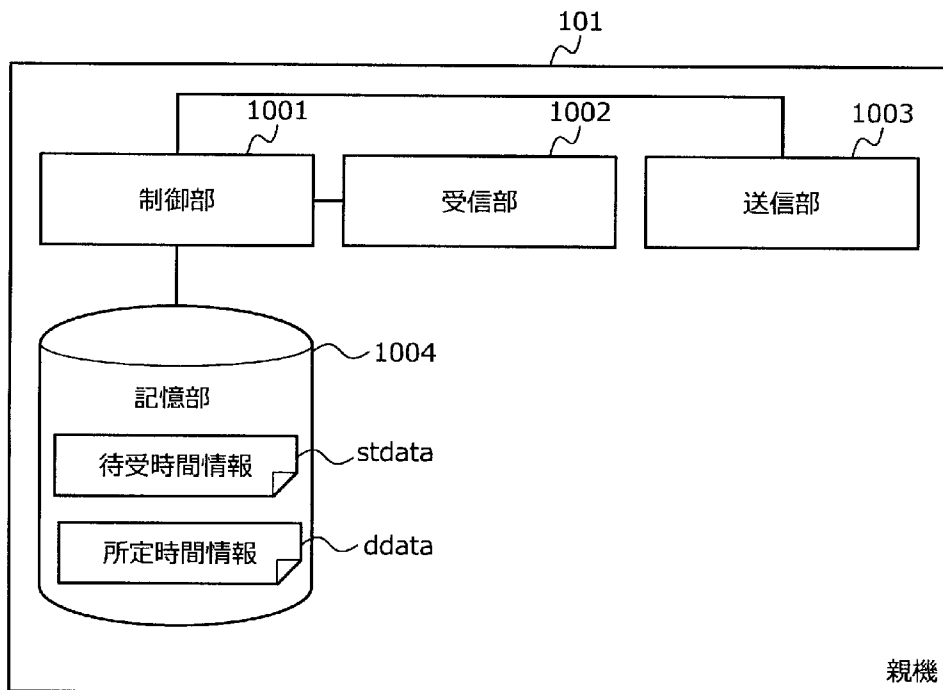 101
1001
1002
1003
制御部
受信部
送信部
1004
記憶部
待受時間情報
stdata
所定時間情報
ddata
親機